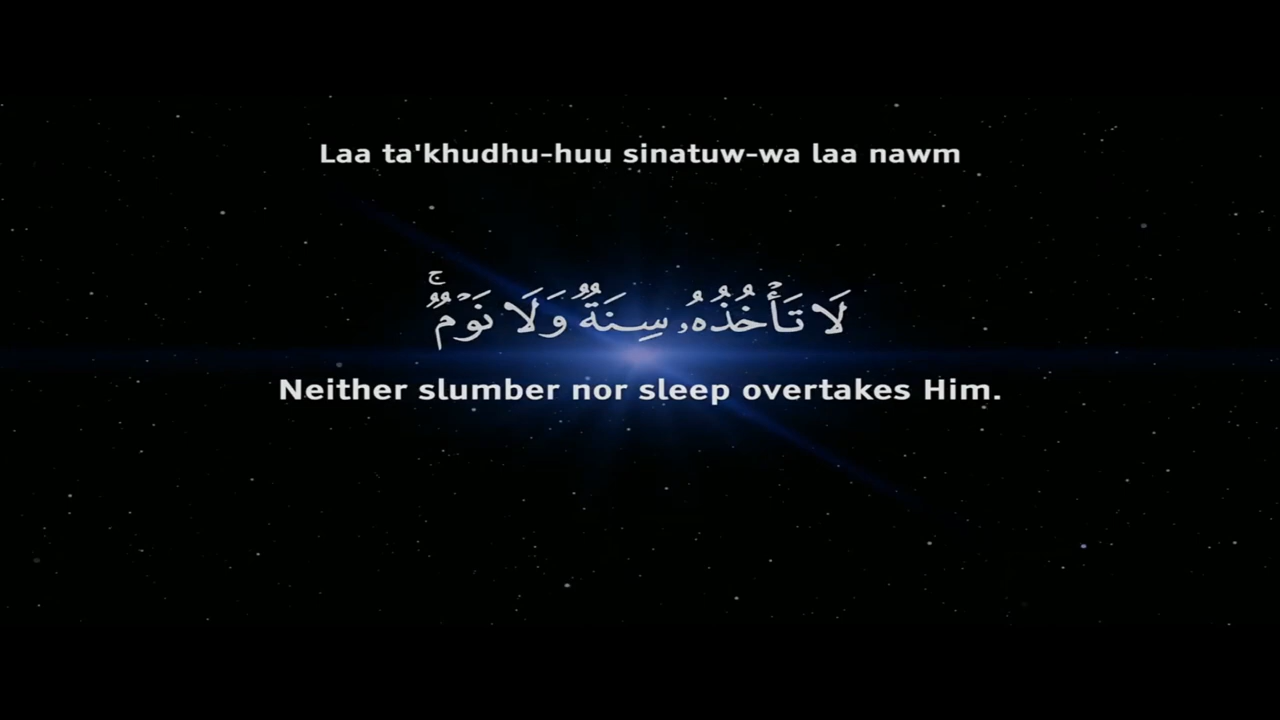 Laa ta'khudhu-huu sinatuw-wa laa nawm
لَا تَأۡخُذُهُۥ سِنَةٞ وَلَا نَوۡمٞۚ
Neither slumber nor sleep overtakes Him.